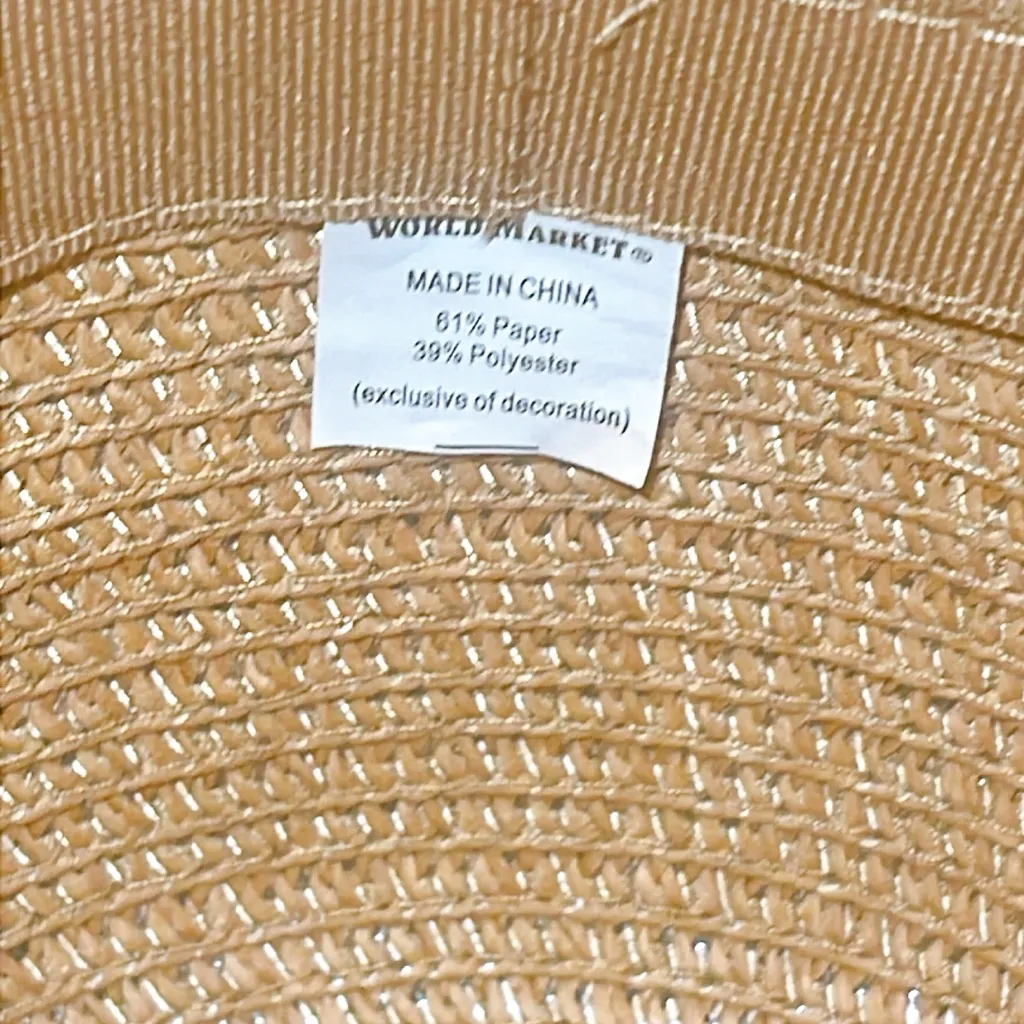 WORLD MARKET®
MADE IN CHINA
61% Paper
39% Polyester
(exclusive of decoration)